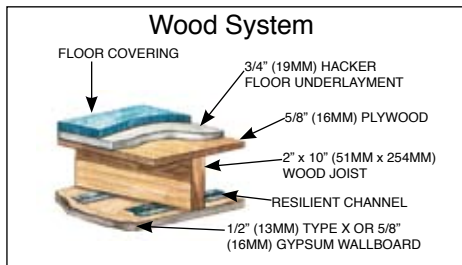 Wood System
FLOOR COVERING
3/4” (19MM) HACKER
FLOOR UNDERLAYMENT
5/8” (16MM) PLYWOOD
2” x 10” (51MM x 254MM)
WOOD JOIST
RESILIENT CHANNEL
1/2” (13MM) TYPE X OR 5/8”
(16MM) GYPSUM WALLBOARD